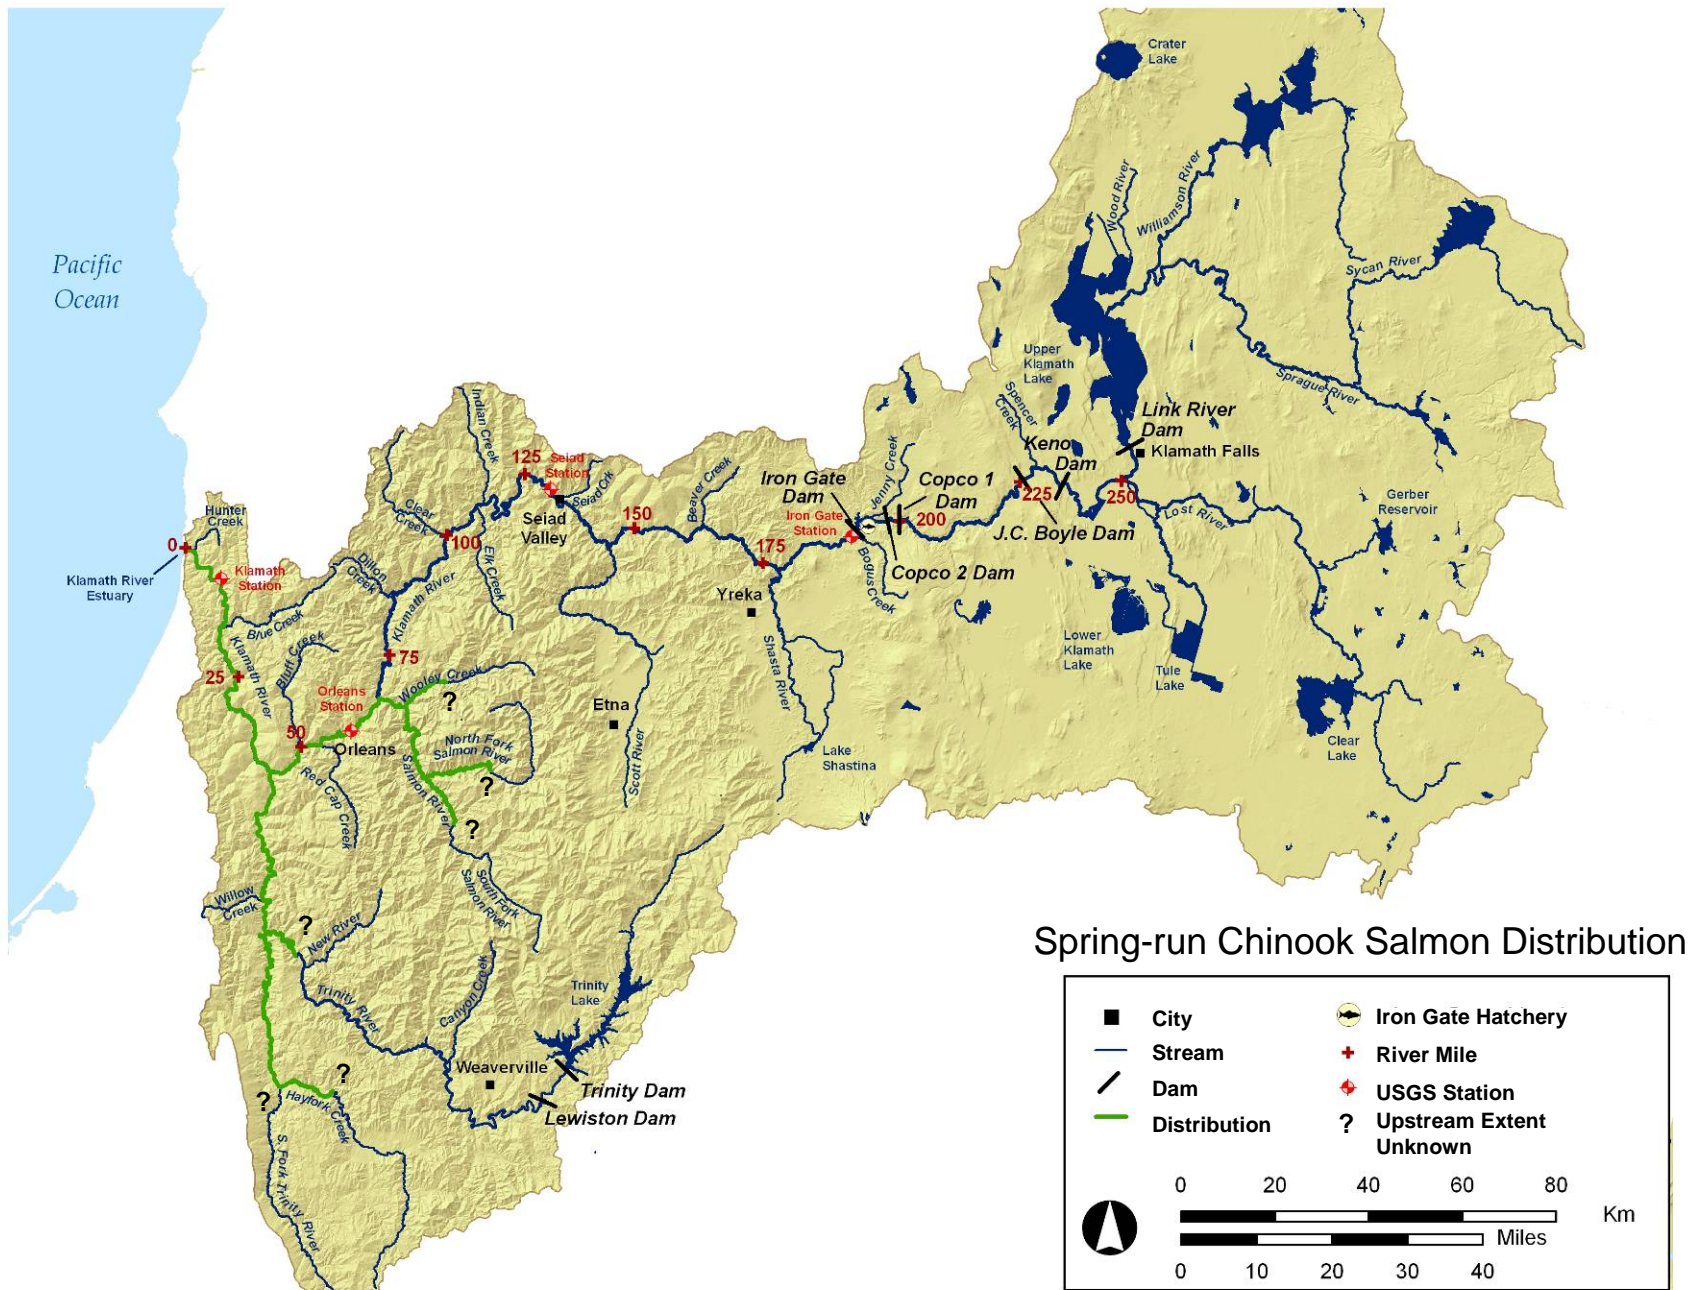 Crater
Lake
Wood River
Williamson River
Pacific
Ocean
Sycan River
Upper
Klamath
Lake
Sprague River
Spencer
Creek
Link River
Dam
Klamath Falls
Keno
Dam
Indian Creek
125
Seiad
Station
Seiad Crk
Seiad
Valley
Beaver Creek
Iron Gate
Dam
Jenny Creek
Copco 1
Dam
225
250
Gerber
Reservoir
Lost River
Hunter
Creek
Clear
Creek
150
Iron Gate
Station
200
J.C. Boyle Dam
0
100
175
Elk Creek
Bogus Creek
Copco 2 Dam
Klamath River
Estuary
Klamath
Station
Dillon
Creek
Klamath River
Yreka
Blue Creek
Bluff Creek
Klamath River
75
Shasta River
Lower
Klamath
Lake
Tule
Lake
25
Orleans
Station
Wooley Creek
?
Etna
50
Orleans
North Fork
Salmon River
Scott River
Lake
Shastina
Clear
Lake
Red Cap Creek
Salmon River
?
?
South Fork
Salmon River
Willow
Creek
?
New River
Trinity River
Canyon Creek
Trinity
Lake
Weaverville
Trinity Dam
Lewiston Dam
?
?
Hayfork Creek
S. Fork Trinity River
Spring-run Chinook Salmon Distribution
City
Iron Gate Hatchery
Stream
River Mile
Dam
USGS Station
Distribution
? Upstream Extent
Unknown
0 20 40 60 80
Km
Miles
0 10 20 30 40